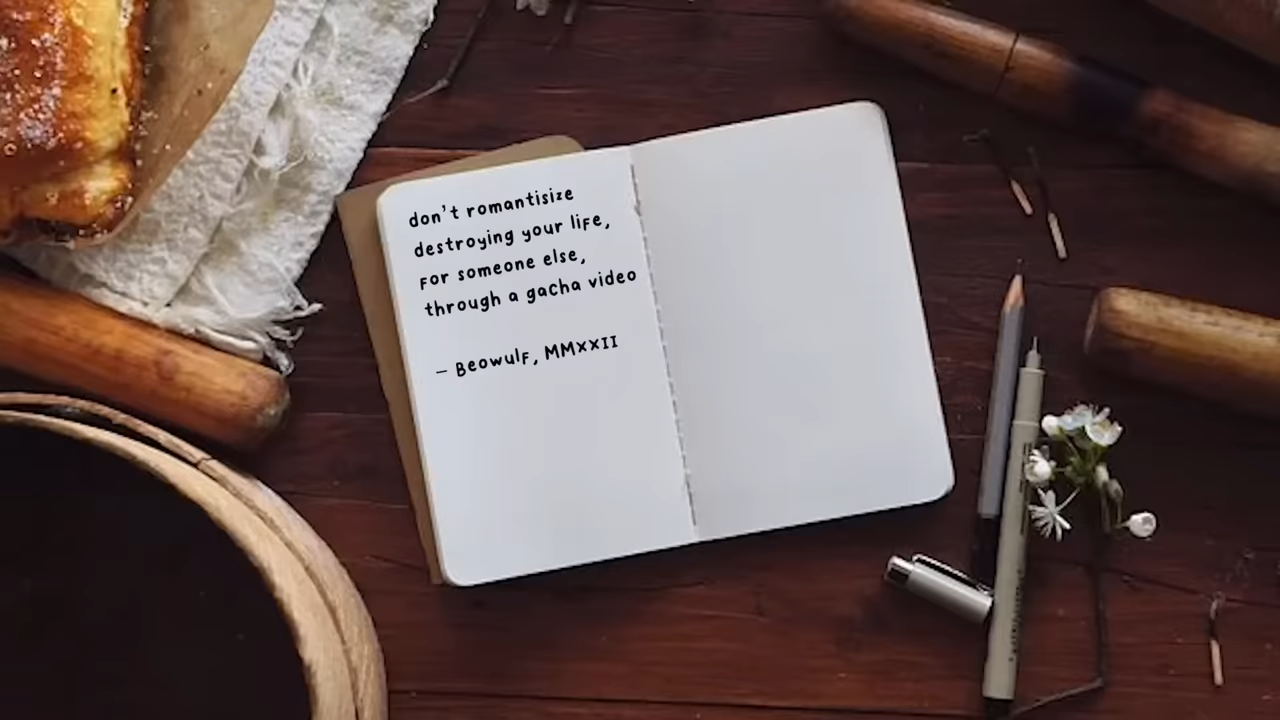 don't romantisize
destroying your life,
for someone else,
through a gacha video
– Beowulf, MMXXII